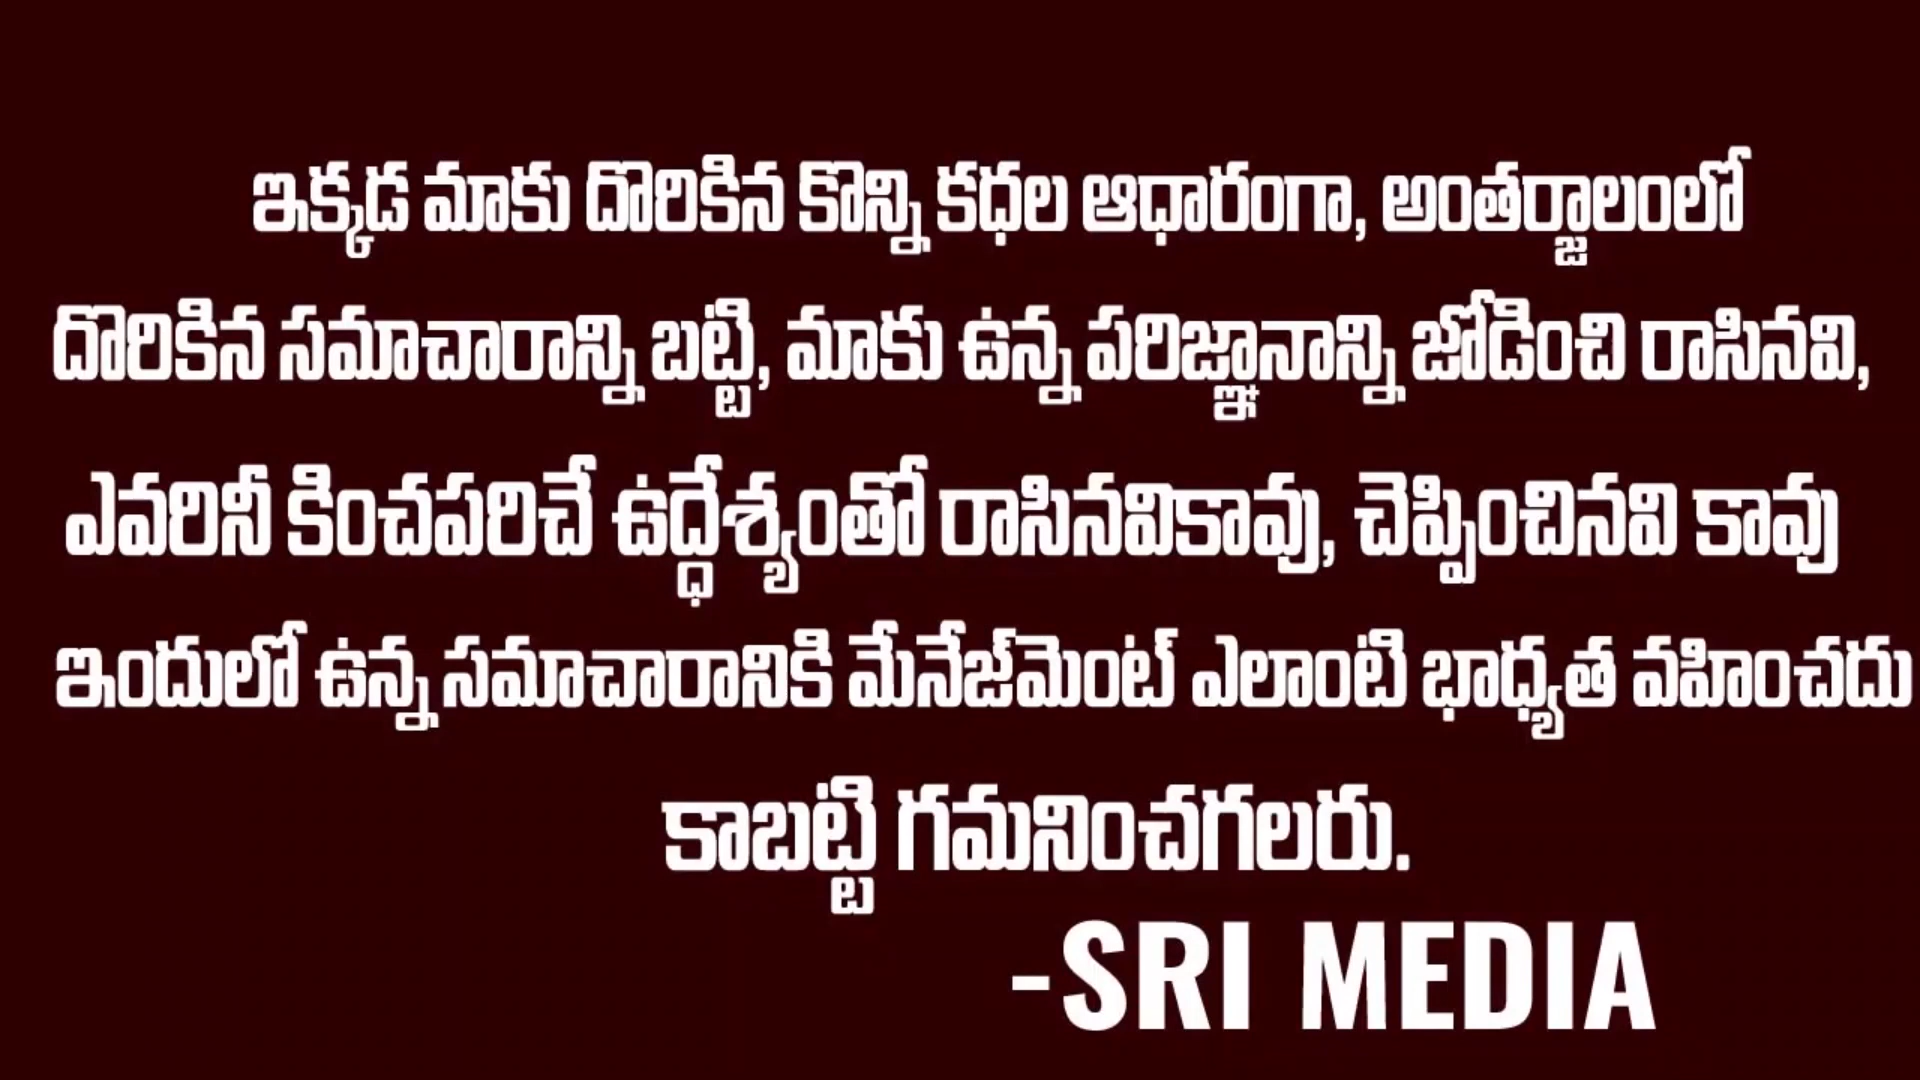 ఇక్కడ మాకు దొరికిన కొన్ని కధల ఆధారంగా, అంతర్జాలంలో
దొరికిన సమాచారాన్ని బట్టి, మాకు ఉన్న పరిజ్ఞానాన్ని జోడించి రాసినవి,
ఎవరినీ కించపరిచే ఉద్ధేశ్యంతో రాసినవికావు, చెప్పించినవి కావు
ఇందులో ఉన్న సమాచారానికి మేనేజ్‌మెంట్ ఎలాంటి భాధ్యత వహించదు
కాబట్టి గమనించగలరు.
-SRI MEDIA